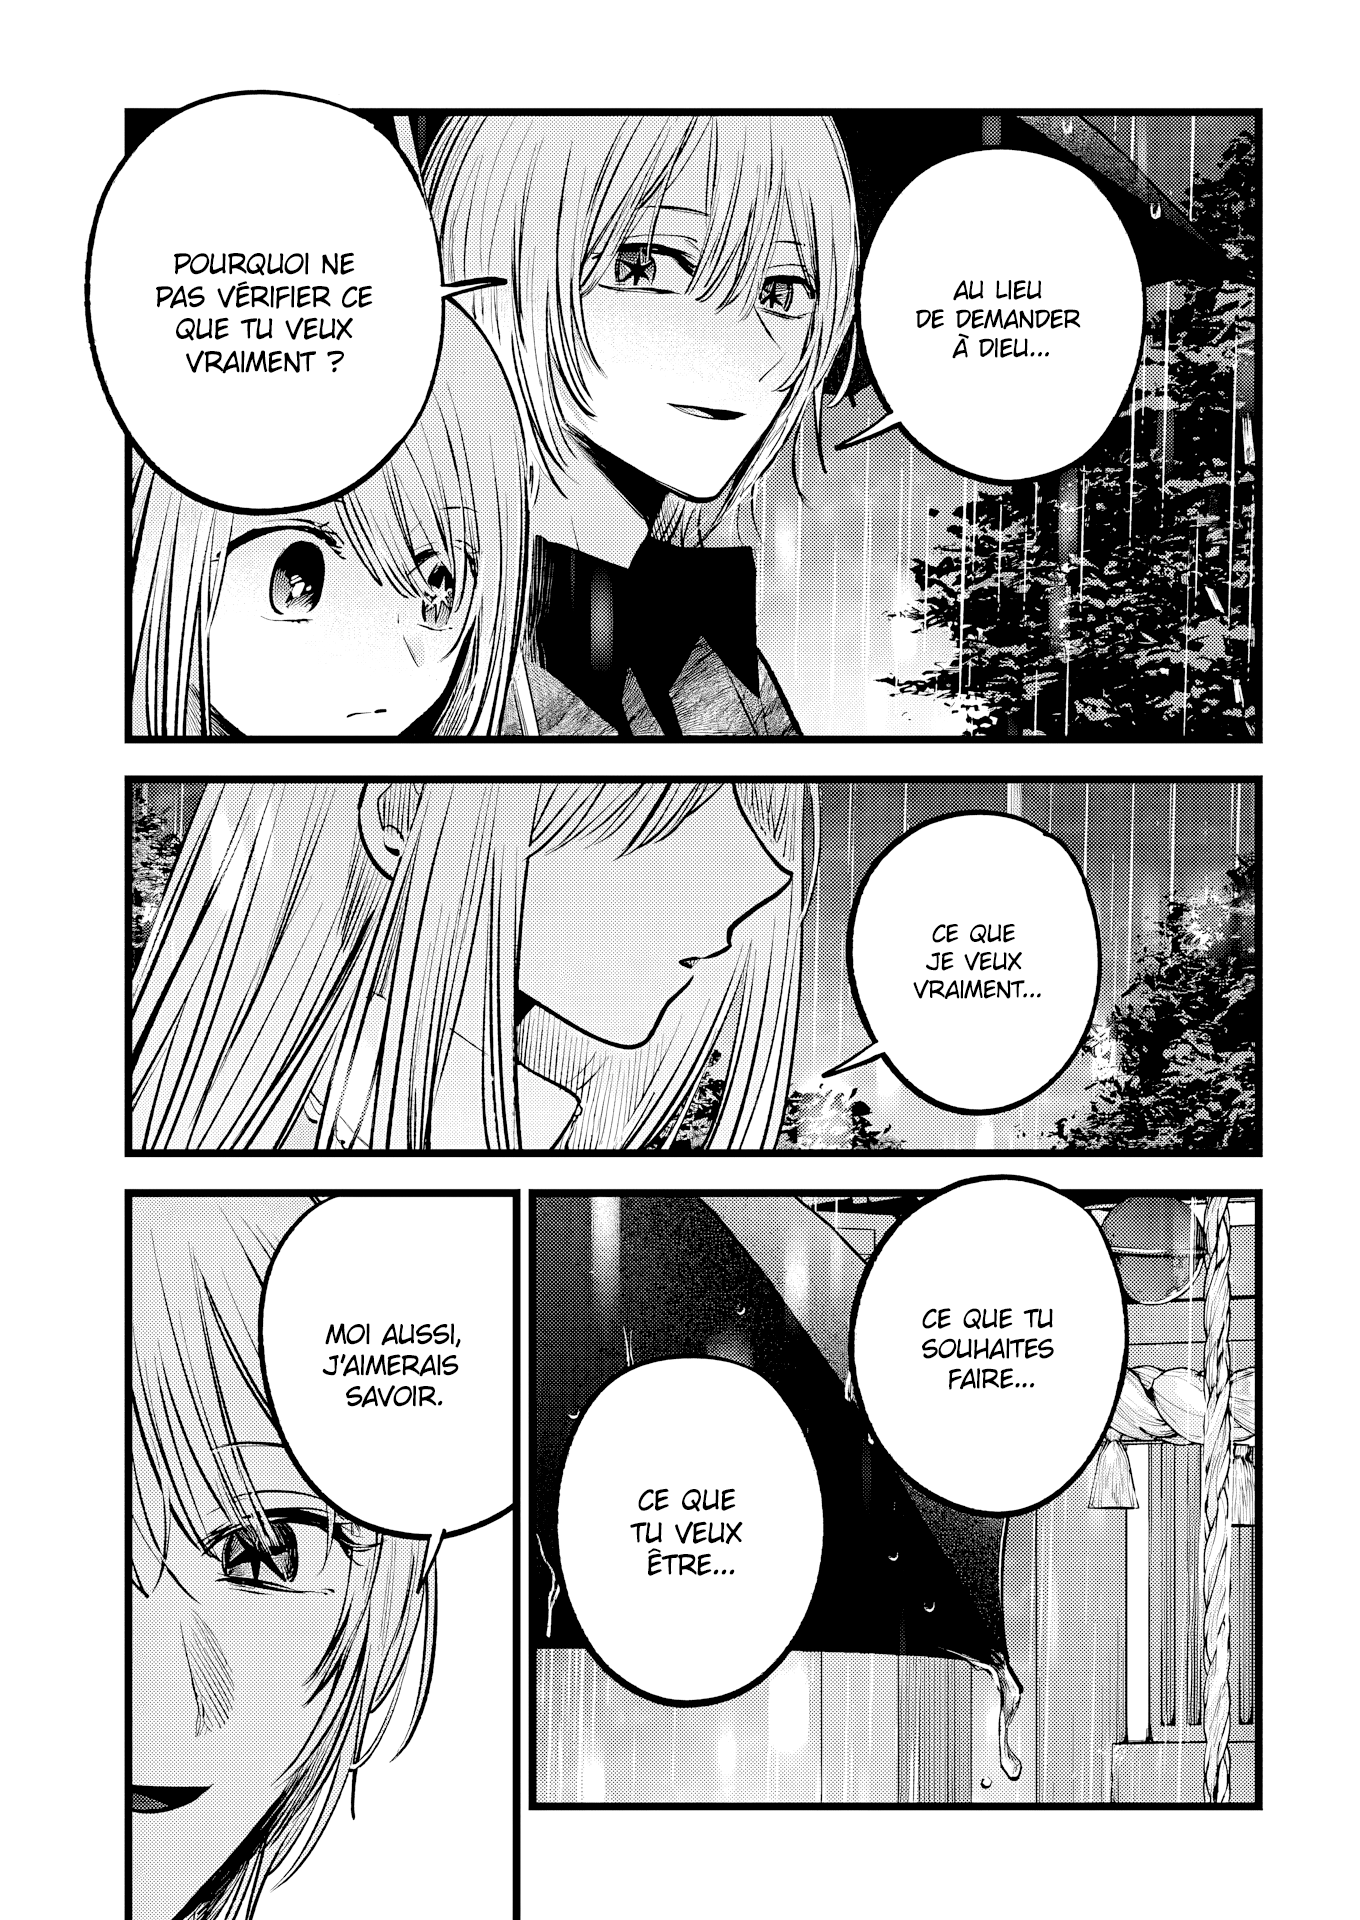 AU LIEU
DE DEMANDER
À DIEU...
POURQUOI NE
PAS VÉRIFIER CE
QUE TU VEUX
VRAIMENT ?
CE QUE
JE VEUX
VRAIMENT...
CE QUE TU
SOUHAITES
FAIRE...
CE QUE
TU VEUX
ÊTRE...
MOI AUSSI,
J'AIMERAIS
SAVOIR.